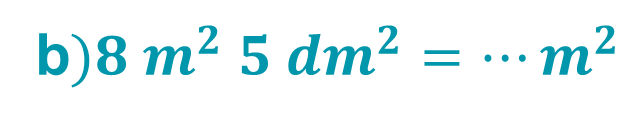 b)8 m² 5 dm² = ⋯ m²